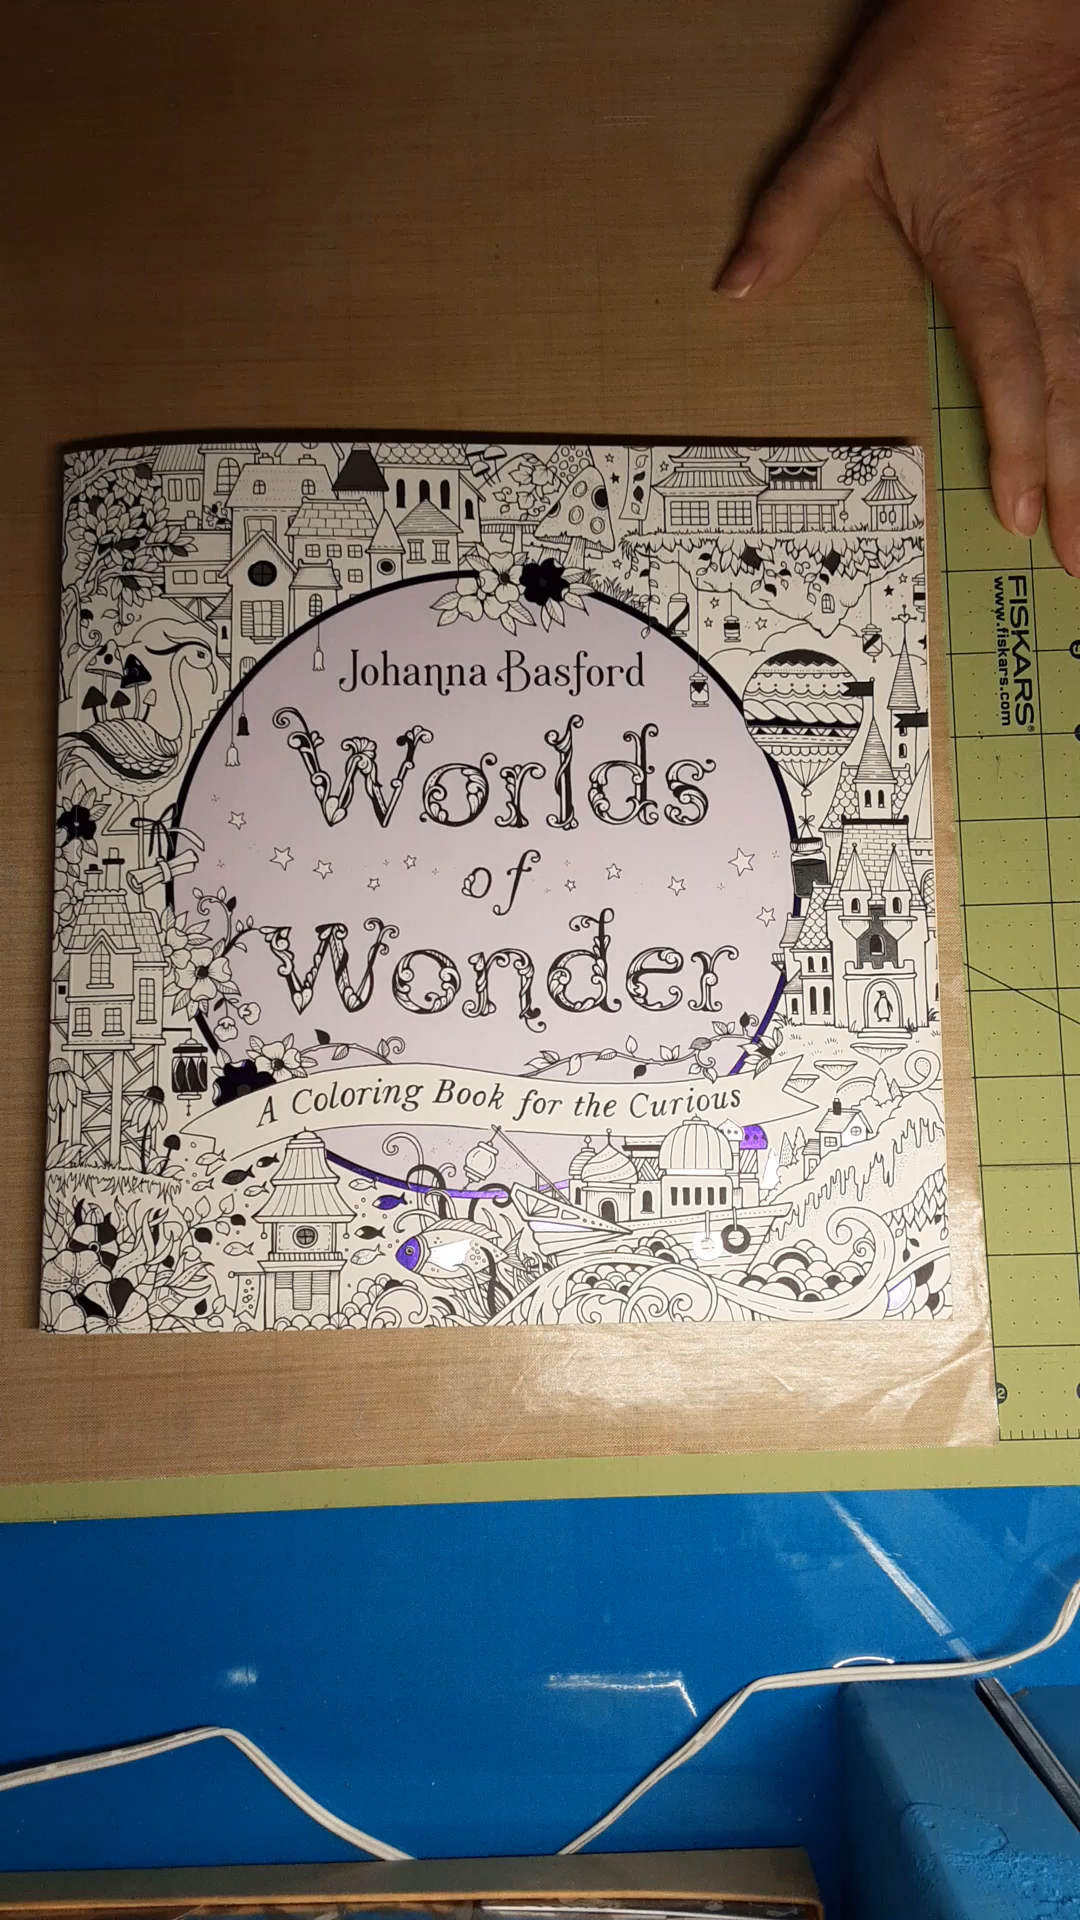 Johanna Basford
Worlds
of
Wonder
A Coloring Book for the Curious
FISKARS®
www.fiskars.com